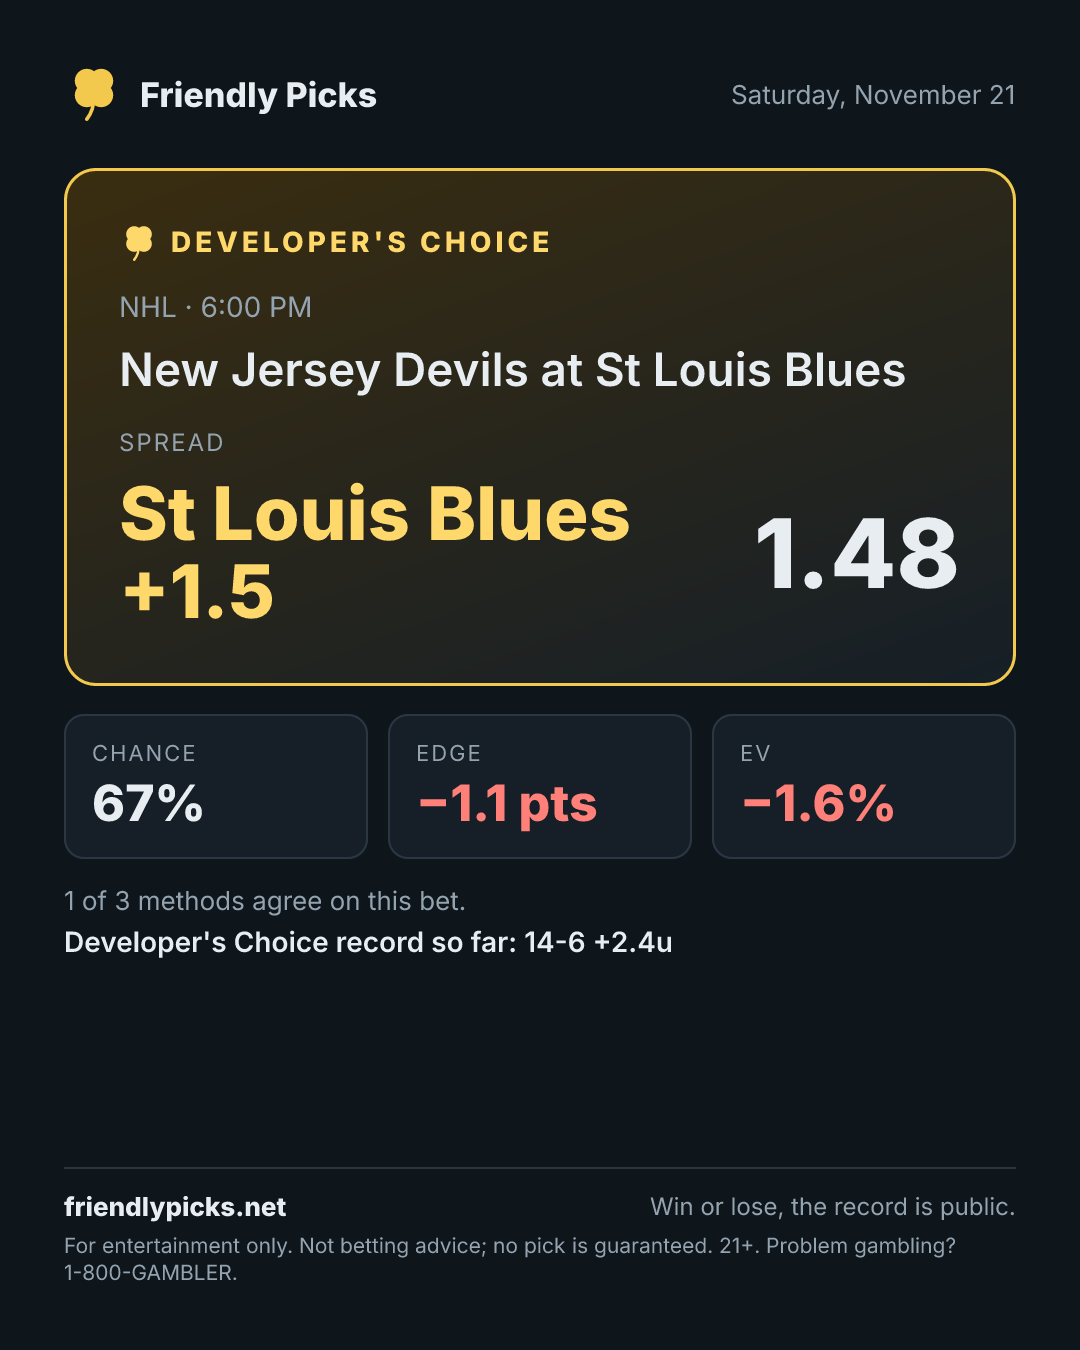 Friendly Picks
Saturday, November 21
DEVELOPER'S CHOICE
NHL · 6:00 PM
New Jersey Devils at St Louis Blues
SPREAD
St Louis Blues
+1.5
1.48
CHANCE
67%
EDGE
−1.1 pts
EV
−1.6%
1 of 3 methods agree on this bet.
Developer's Choice record so far: 14-6 +2.4u
friendlypicks.net
Win or lose, the record is public.
For entertainment only. Not betting advice; no pick is guaranteed. 21+. Problem gambling?
1-800-GAMBLER.